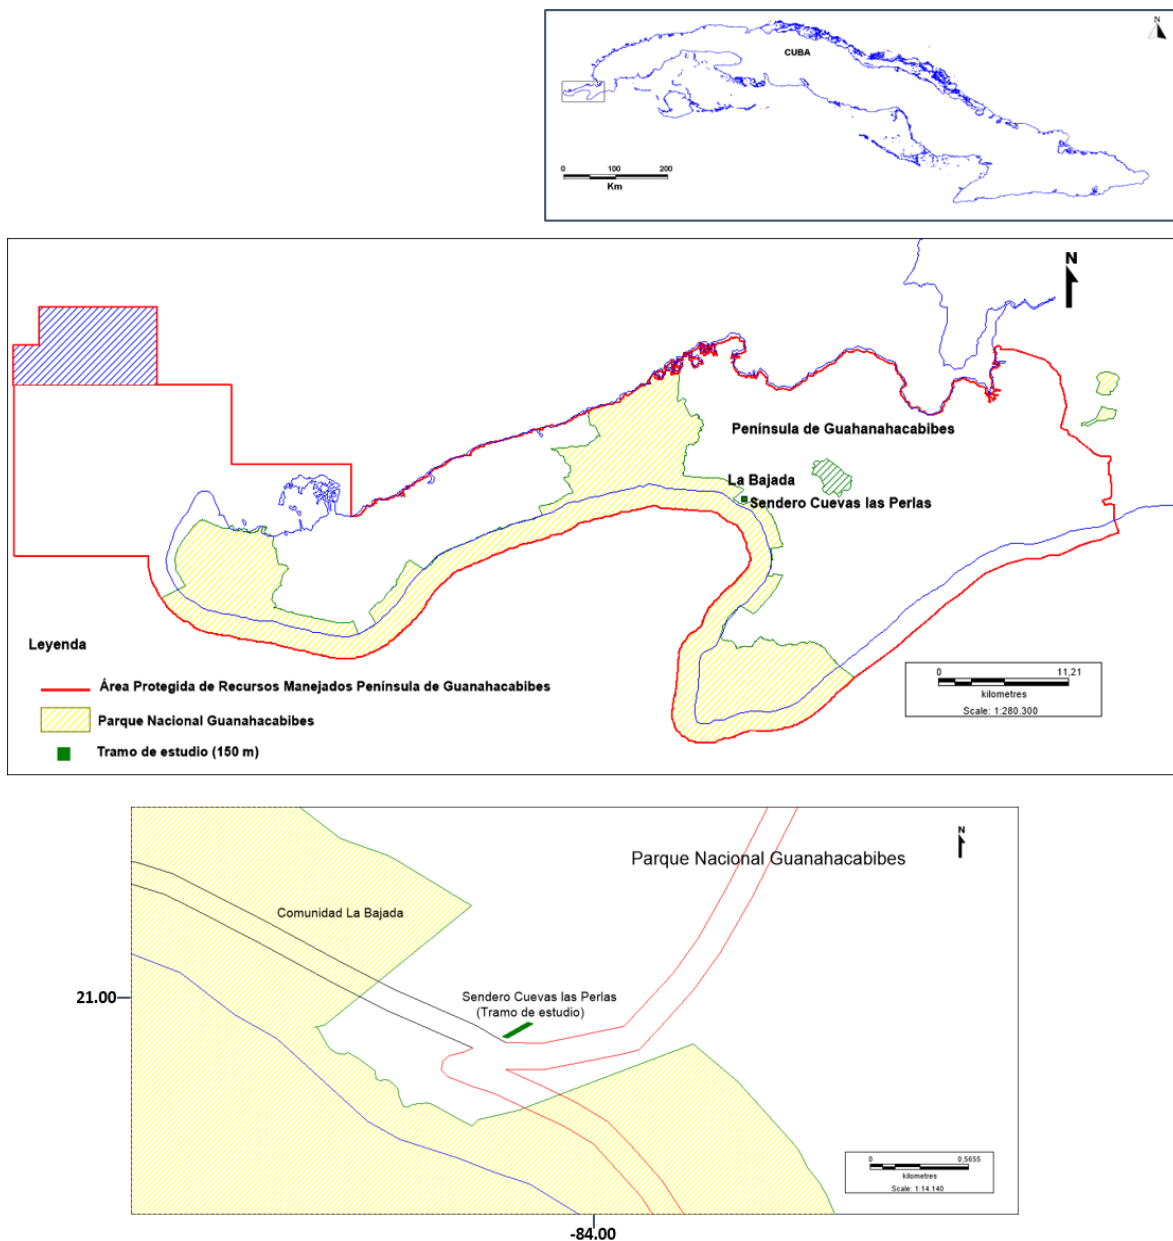 N
CUBA
0 100 200
Km
N
Península de Guahanahacabibes
La Bajada
Sendero Cuevas las Perlas
Leyenda
Área Protegida de Recursos Manejados Península de Guanahacabibes
Parque Nacional Guanahacabibes
Tramo de estudio (150 m)
0 11,21
kilometres
Scale: 1:280.300
N
Parque Nacional Guanahacabibes
Comunidad La Bajada
21.00
Sendero Cuevas las Perlas
(Tramo de estudio)
0 0,5655
kilometres
Scale: 1:14.140
-84.00